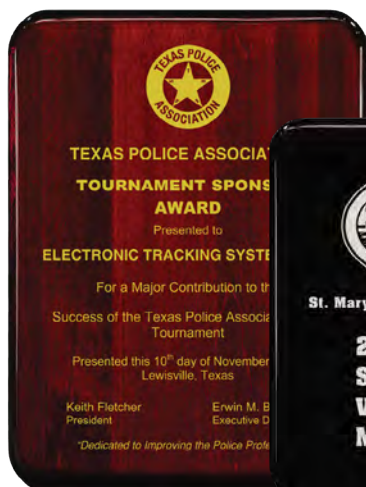 TEXAS POLICE
ASSOCIATION
TEXAS POLICE ASSOCIA
TOURNAMENT SPONS
AWARD
Presented to
ELECTRONIC TRACKING SYSTE
For a Major Contribution to th
Success of the Texas Police Associa
Tournament
Presented this 10th day of November
Lewisville, Texas
Keith Fletcher
President
Erwin M. B
Executive D
"Dedicated to Improving the Police Profe
St. Mary
2
S
V
M